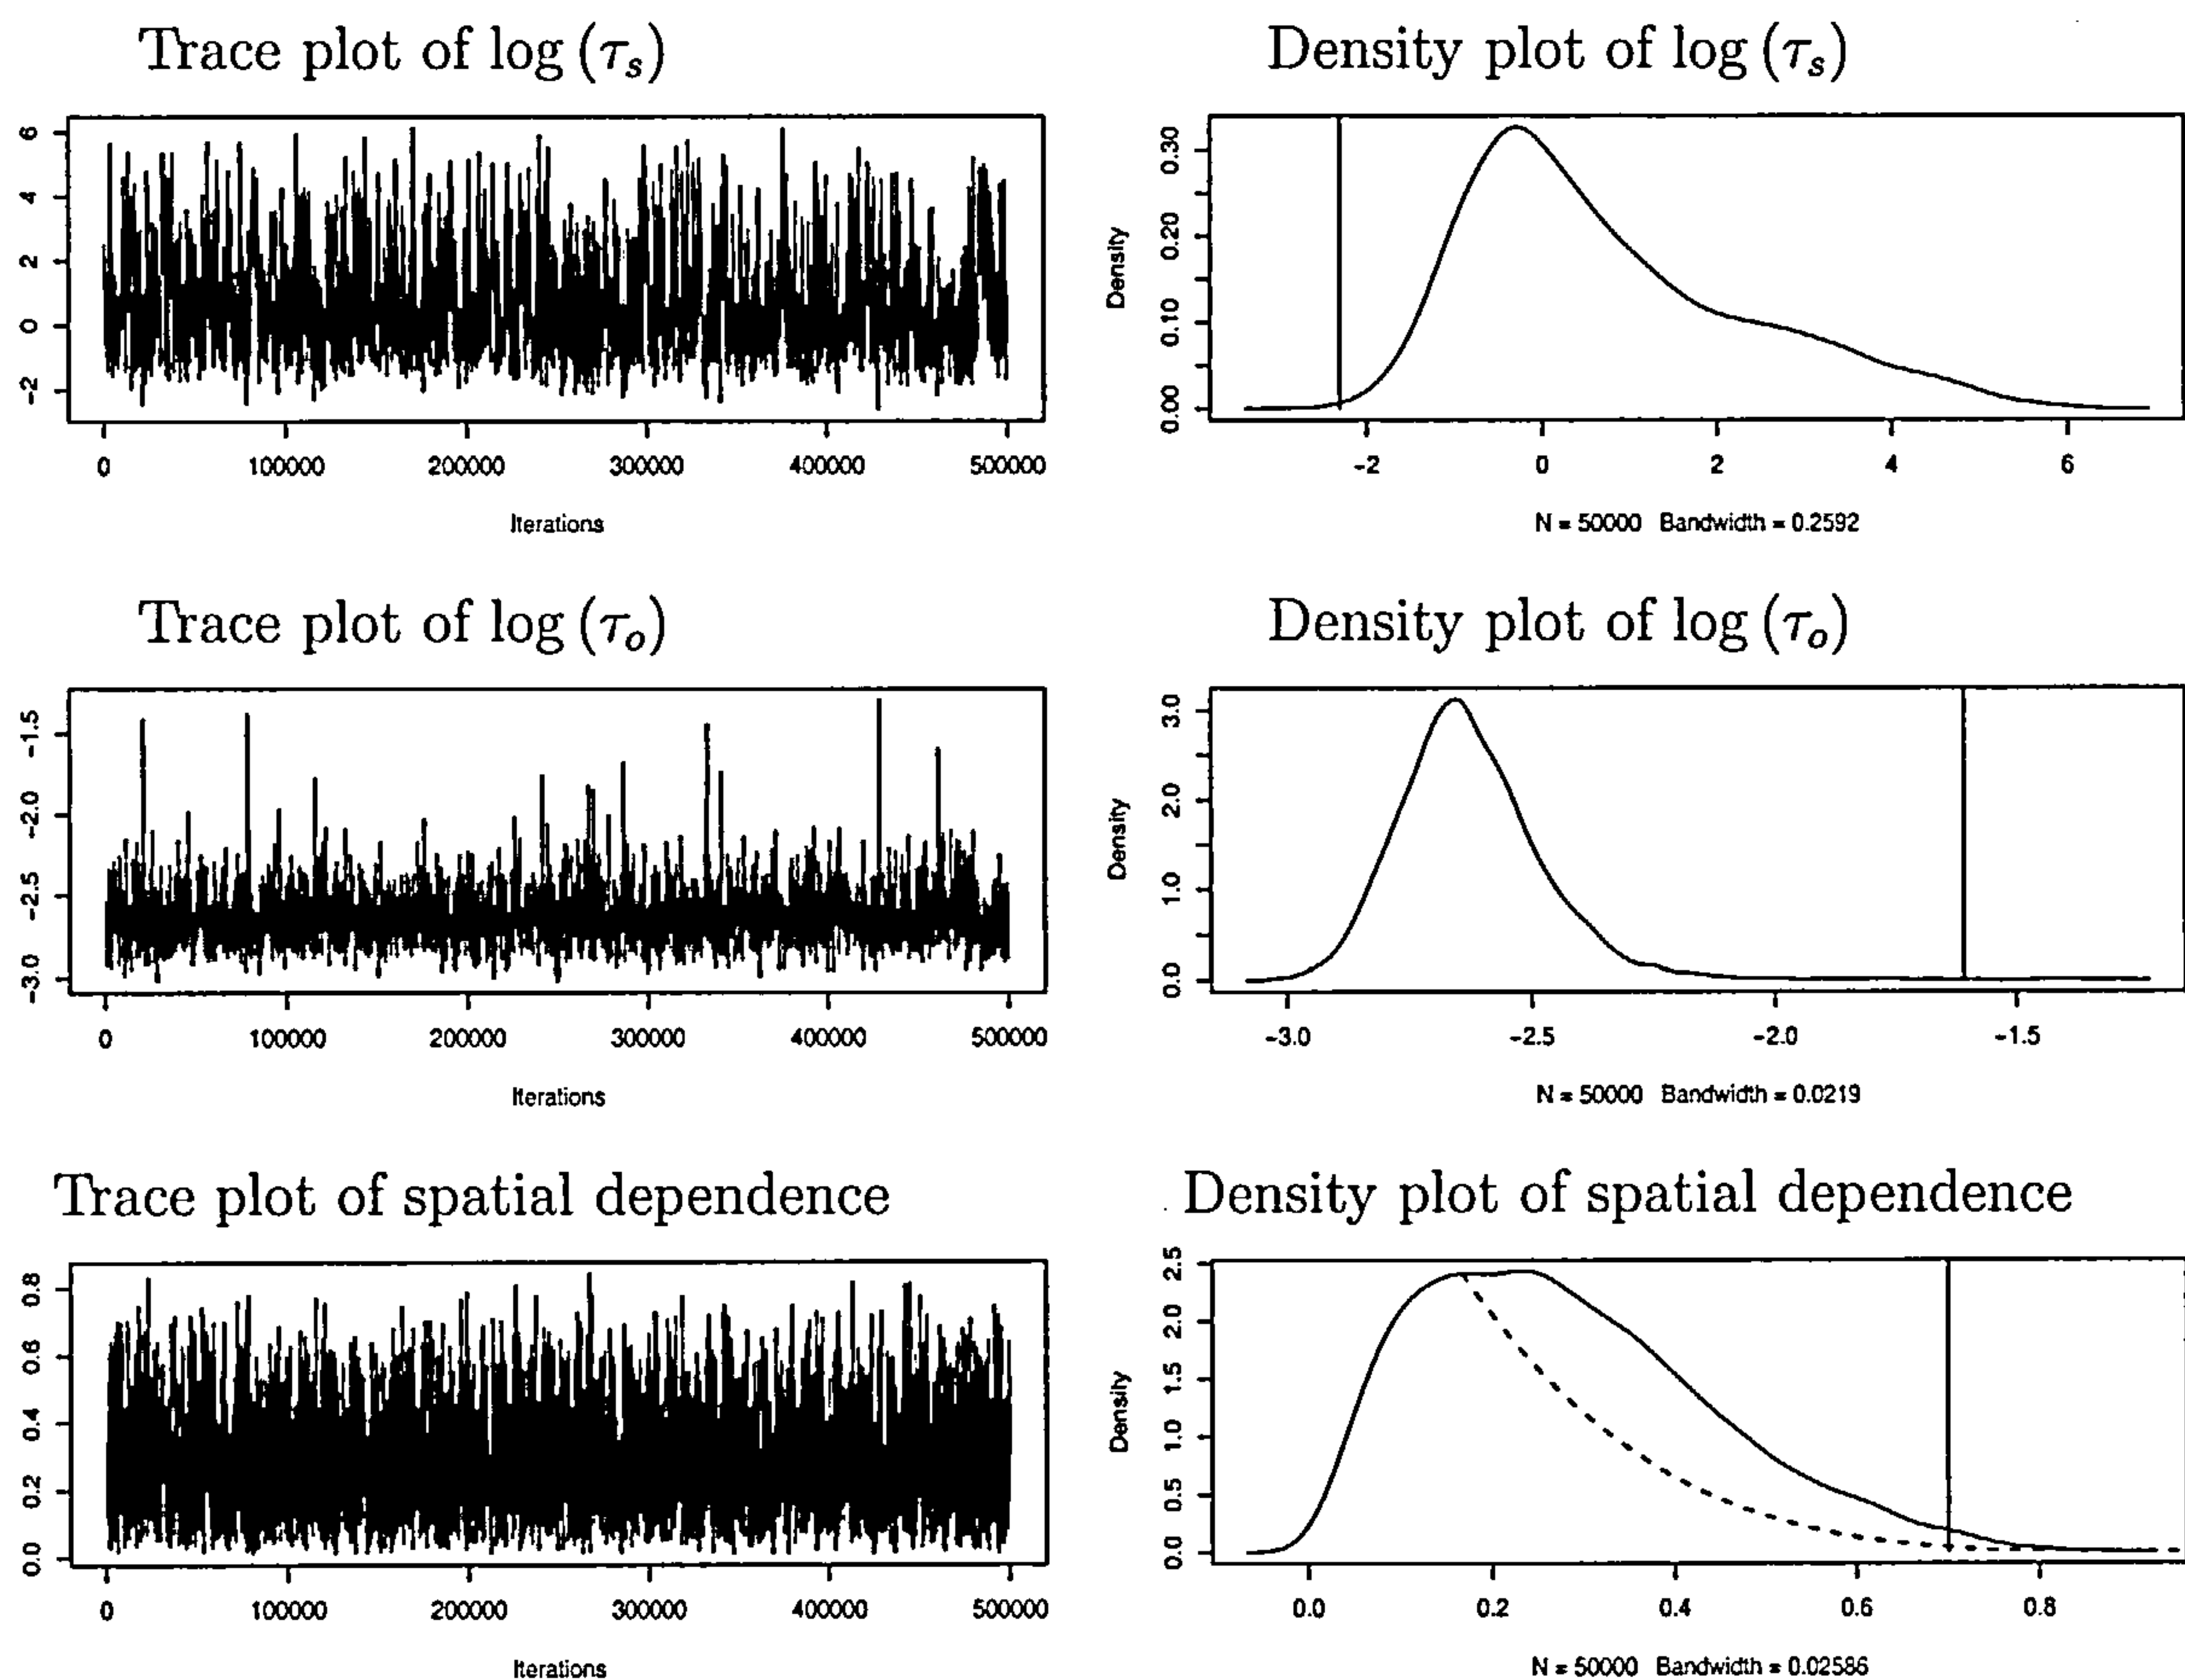 Trace plot of log (τₛ)
Density plot of log (τₛ)
6
4
2
0
-2
0 100000 200000 300000 400000 500000
Iterations
Density
0.30
0.20
0.10
0.00
-2 0 2 4 6
N = 50000 Bandwidth = 0.2592
Trace plot of log (τₒ)
Density plot of log (τₒ)
-1.5
-2.0
-2.5
-3.0
0 100000 200000 300000 400000 500000
Iterations
Density
3.0
2.0
1.0
0.0
-3.0 -2.5 -2.0 -1.5
N = 50000 Bandwidth = 0.0219
Trace plot of spatial dependence
Density plot of spatial dependence
0.8
0.6
0.4
0.2
0.0
0 100000 200000 300000 400000 500000
Iterations
Density
2.5
2.0
1.5
1.0
0.5
0.0
0.0 0.2 0.4 0.6 0.8
N = 50000 Bandwidth = 0.02586